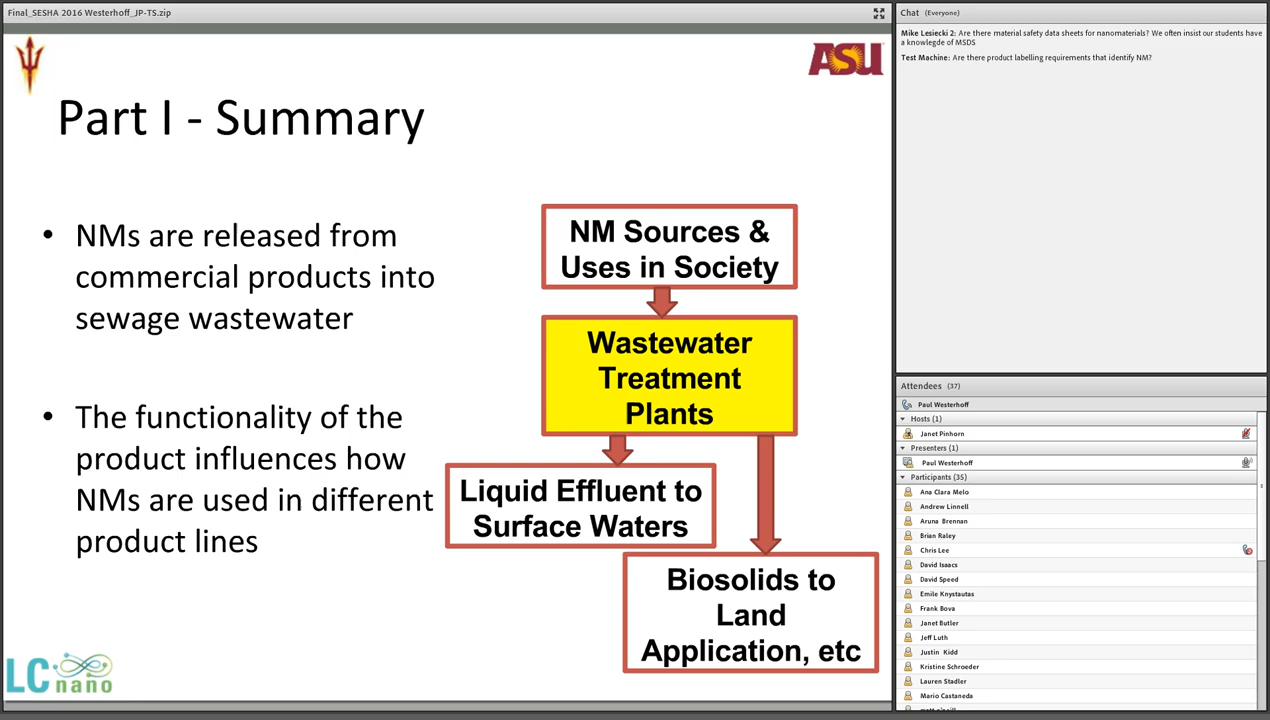 Final_SESHA 2016 Westerhoff_JP-TS.zip
ASU
Part I - Summary
• NMs are released from
commercial products into
sewage wastewater
• The functionality of the
product influences how
NMs are used in different
product lines
NM Sources &
Uses in Society
Wastewater
Treatment
Plants
Liquid Effluent to
Surface Waters
Biosolids to
Land
Application, etc
LC nano
Chat (Everyone)
Mike Lesiecki 2: Are there material safety data sheets for nanomaterials? We often insist our students have
a knowlegde of MSDS
Test Machine: Are there product labelling requirements that identify NM?
Attendees (37)
Paul Westerhoff
Hosts (1)
Janet Pinhorn
Presenters (1)
Paul Westerhoff
Participants (35)
Ana Clara Melo
Andrew Linnell
Aruna Brennan
Brian Raley
Chris Lee
David Isaacs
David Speed
Emile Knystautas
Frank Bova
Janet Butler
Jeff Luth
Justin Kidd
Kristine Schroeder
Lauren Stadler
Mario Castaneda